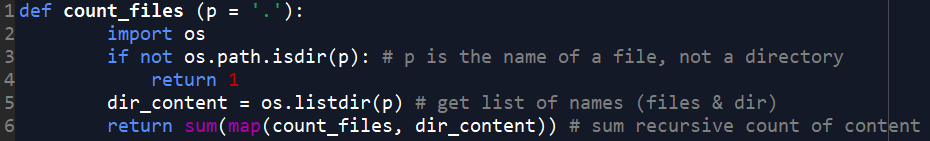 1 def count_files (p = '.'):
2         import os
3         if not os.path.isdir(p): # p is the name of a file, not a directory
4             return 1
5         dir_content = os.listdir(p) # get list of names (files & dir)
6         return sum(map(count_files, dir_content)) # sum recursive count of content